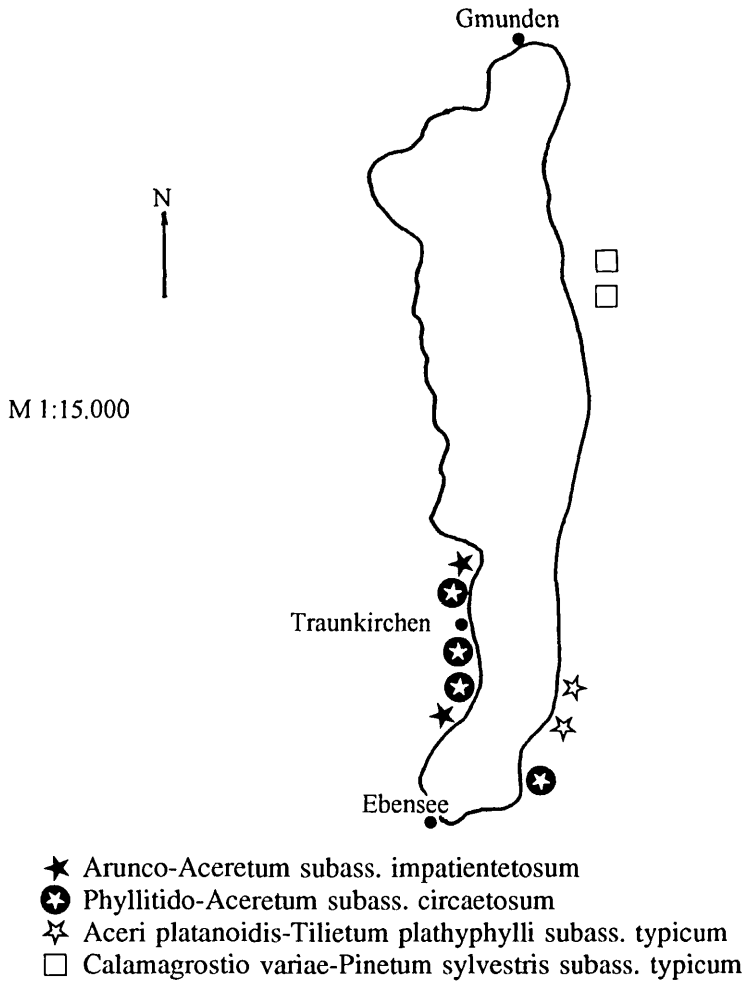 Gmunden
N
M 1:15.000
Traunkirchen
Ebensee
Arunco-Aceretum subass. impatientetosum
Phyllitido-Aceretum subass. circaetosum
Aceri platanoidis-Tilietum plathyphylli subass. typicum
Calamagrostio variae-Pinetum sylvestris subass. typicum